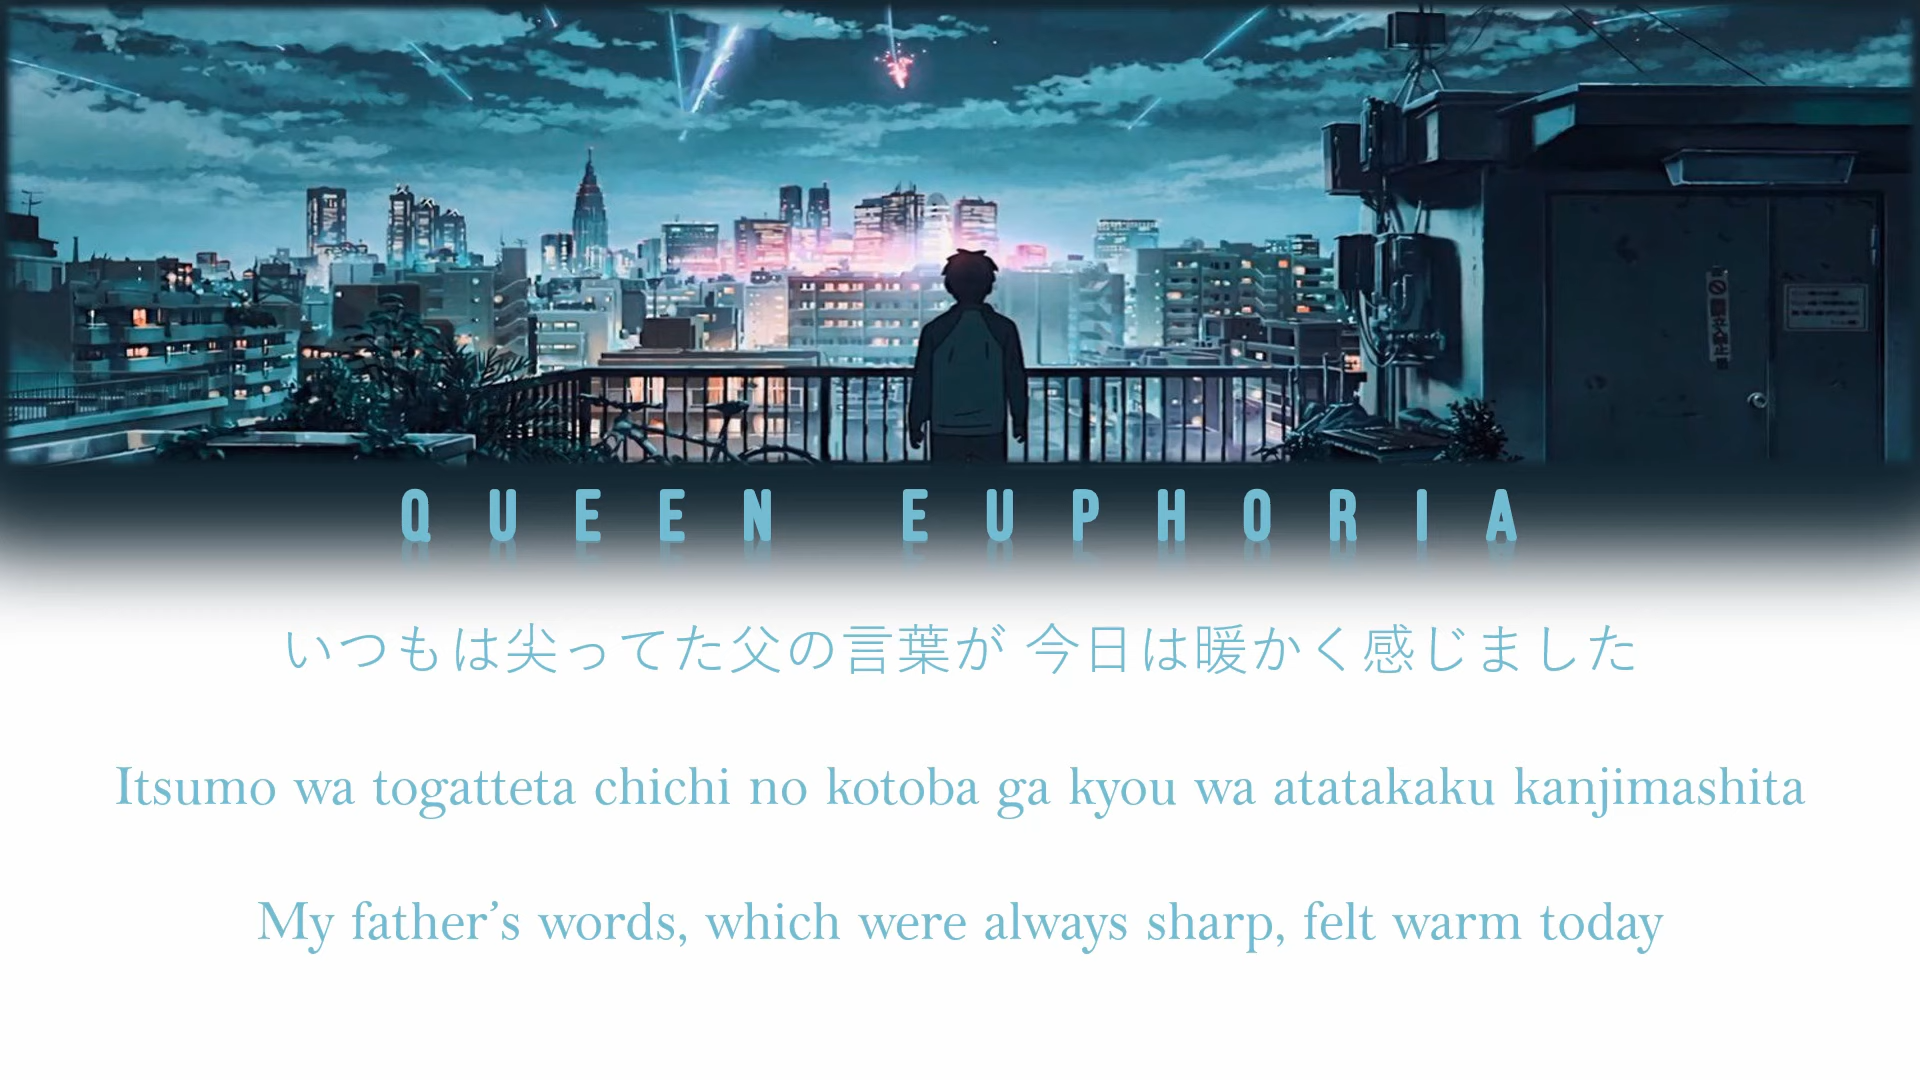 QUEEN EUPHORIA
いつもは尖ってた父の言葉が 今日は暖かく感じました
Itsumo wa togatteta chichi no kotoba ga kyou wa atatakaku kanjimashita
My father’s words, which were always sharp, felt warm today